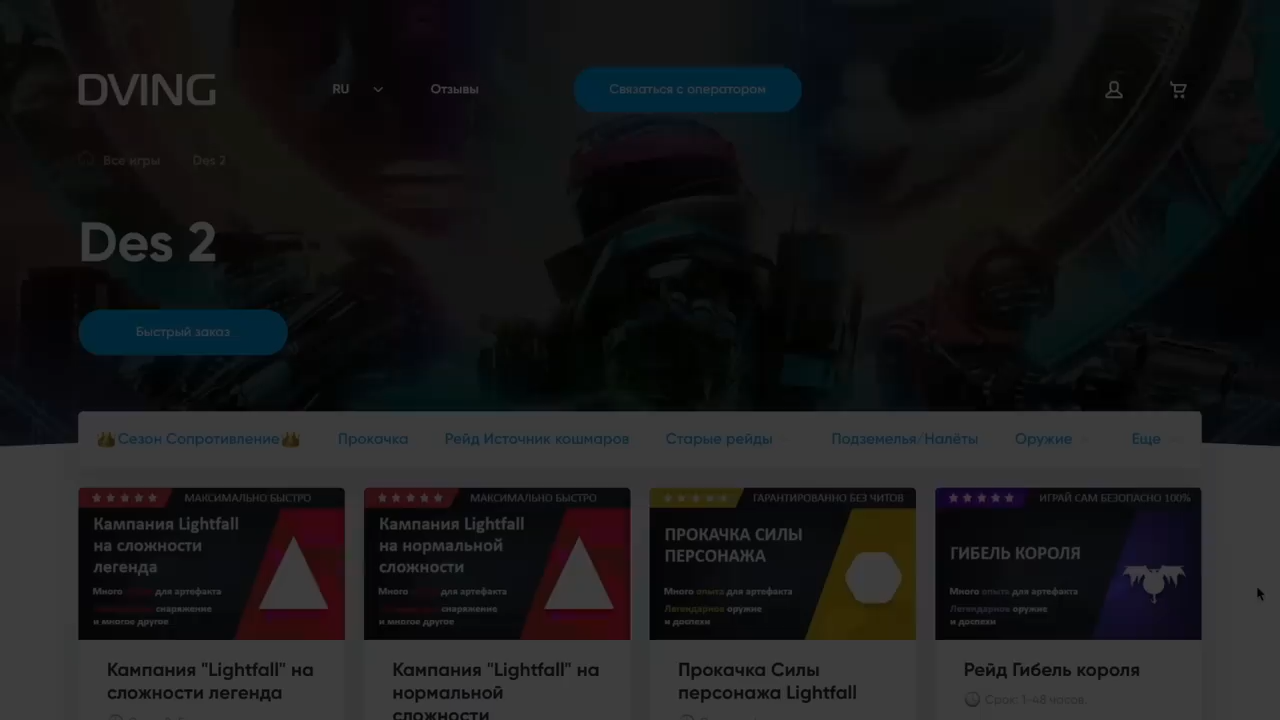 DVING
RU
Отзывы
Связаться с оператором
Все игры
Des 2
Des 2
Быстрый заказ
Сезон Сопротивление
Прокачка
Рейд Источник кошмаров
Старые рейды
Подземелья/Налёты
Оружие
Еще
МАКСИМАЛЬНО БЫСТРО
Кампания Lightfall
на сложности
легенда
Много опыта для артефакта
снаряжение
и многое другое
МАКСИМАЛЬНО БЫСТРО
Кампания Lightfall
на нормальной
сложности
Много опыта для артефакта
снаряжение
и многое другое
ГАРАНТИРОВАННО БЕЗ ЧИТОВ
ПРОКАЧКА СИЛЫ
ПЕРСОНАЖА
Много опыта для артефакта
Легендарное оружие
и доспехи
ИГРАЙ САМ БЕЗОПАСНО 100%
ГИБЕЛЬ КОРОЛЯ
Много опыта для артефакта
Легендарное оружие
и доспехи
Кампания "Lightfall" на
сложности легенда
Кампания "Lightfall" на
нормальной
сложности
Прокачка Силы
персонажа Lightfall
Рейд Гибель короля
Срок: 1-48 часов.